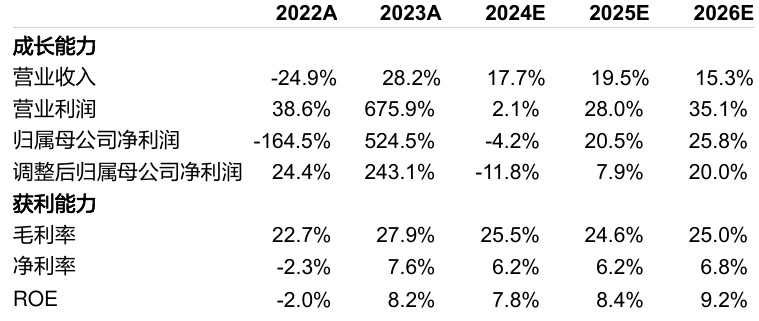 2022A 2023A 2024E 2025E 2026E
成长能力
营业收入 -24.9% 28.2% 17.7% 19.5% 15.3%
营业利润 38.6% 675.9% 2.1% 28.0% 35.1%
归属母公司净利润 -164.5% 524.5% -4.2% 20.5% 25.8%
调整后归属母公司净利润 24.4% 243.1% -11.8% 7.9% 20.0%
获利能力
毛利率 22.7% 27.9% 25.5% 24.6% 25.0%
净利率 -2.3% 7.6% 6.2% 6.2% 6.8%
ROE -2.0% 8.2% 7.8% 8.4% 9.2%